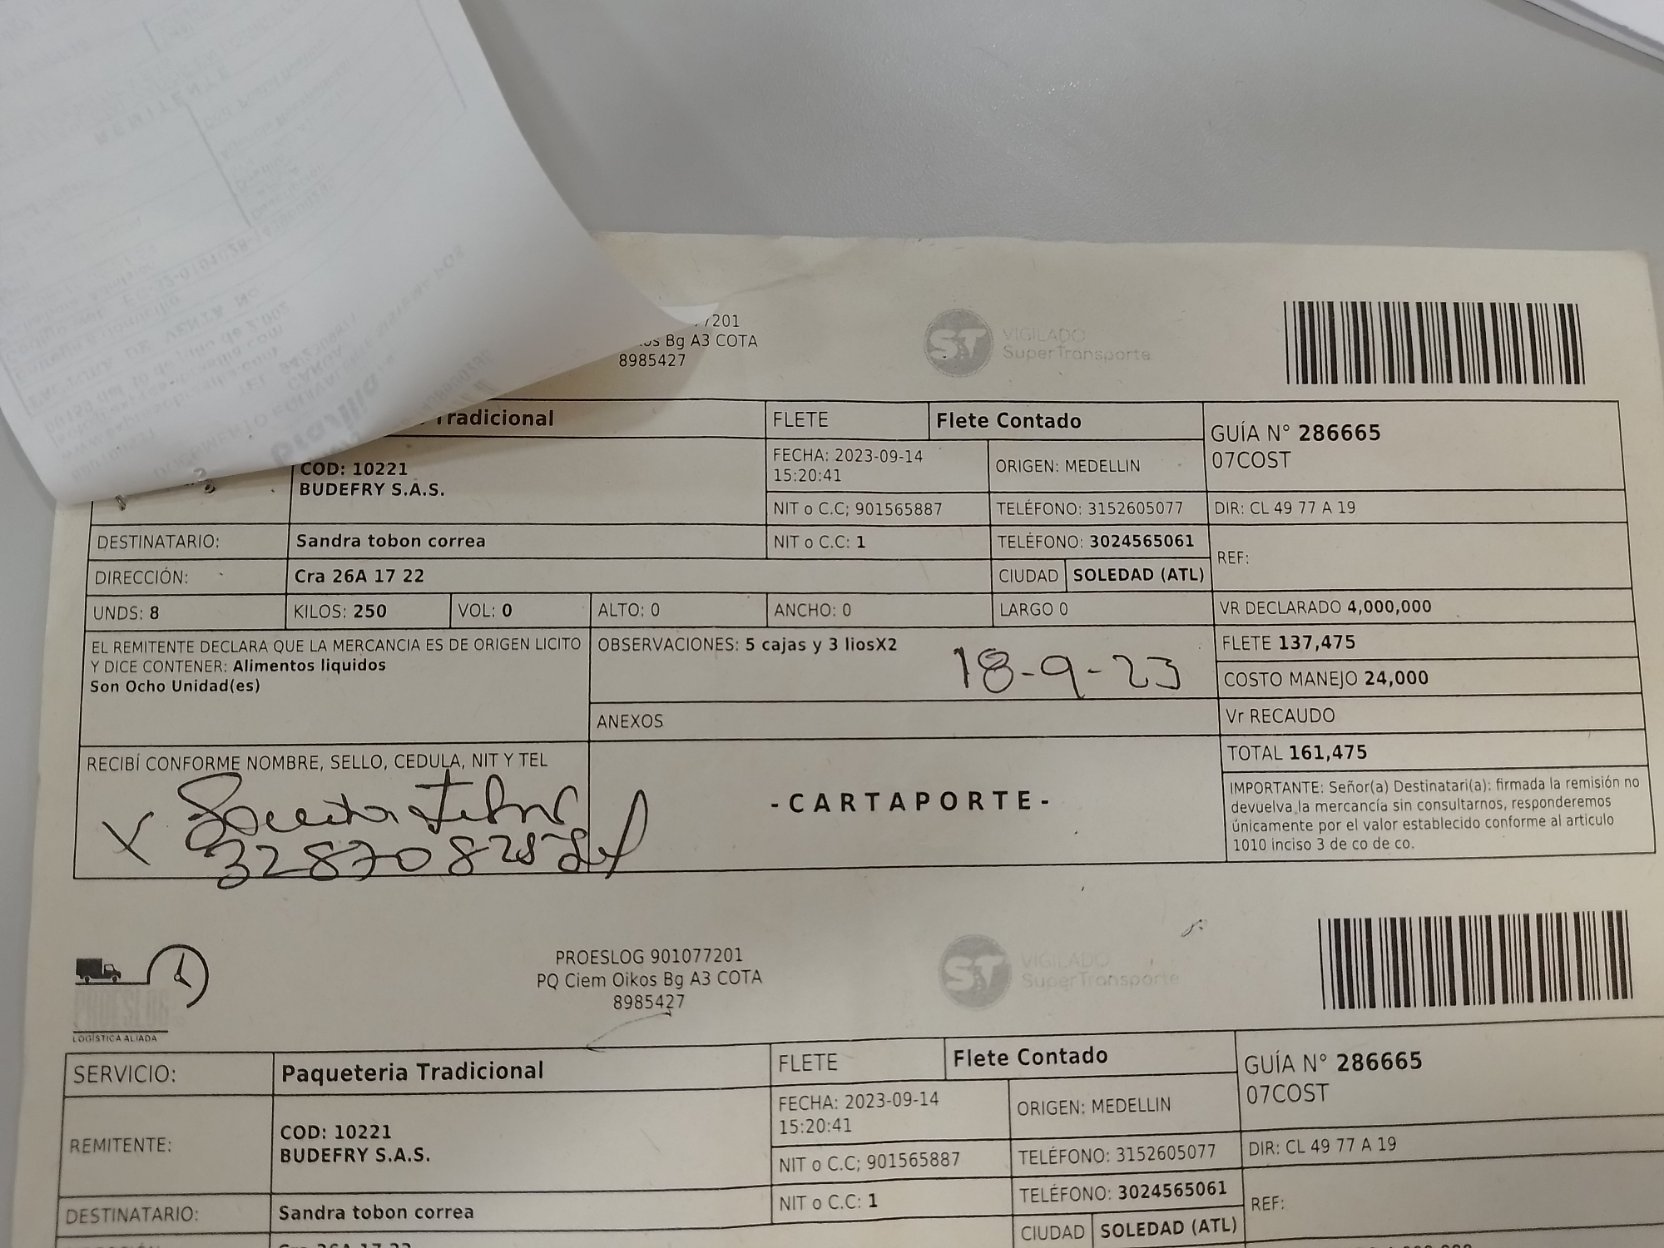 7201
Bg A3 COTA
8985427
ST VIGILADO
SuperTransporte
Tradicional
FLETE
Flete Contado
GUÍA N° 286665
07COST
COD: 10221
BUDEFRY S.A.S.
FECHA: 2023-09-14
15:20:41
ORIGEN: MEDELLIN
NIT o C.C; 901565887
TELÉFONO: 3152605077
DIR: CL 49 77 A 19
DESTINATARIO:
Sandra tobon correa
NIT o C.C: 1
TELÉFONO: 3024565061
REF:
DIRECCIÓN:
Cra 26A 17 22
CIUDAD
SOLEDAD (ATL)
UNDS: 8
KILOS: 250
VOL: 0
ALTO: 0
ANCHO: 0
LARGO 0
VR DECLARADO 4,000,000
EL REMITENTE DECLARA QUE LA MERCANCIA ES DE ORIGEN LICITO
Y DICE CONTENER: Alimentos liquidos
Son Ocho Unidad(es)
OBSERVACIONES: 5 cajas y 3 liosX2
18-9-23
FLETE 137,475
COSTO MANEJO 24,000
ANEXOS
Vr RECAUDO
RECIBÍ CONFORME NOMBRE, SELLO, CEDULA, NIT Y TEL
X
- CARTAPORTE -
TOTAL 161,475
IMPORTANTE: Señor(a) Destinatari(a): firmada la remisión no
devuelva la mercancía sin consultarnos, responderemos
únicamente por el valor establecido conforme al articulo
1010 inciso 3 de co de co.
LOGÍSTICA ALIADA
PROESLOG 901077201
PQ Ciem Oikos Bg A3 COTA
8985427
ST VIGILADO
SuperTransporte
SERVICIO:
Paqueteria Tradicional
FLETE
Flete Contado
GUÍA N° 286665
07COST
REMITENTE:
COD: 10221
BUDEFRY S.A.S.
FECHA: 2023-09-14
15:20:41
ORIGEN: MEDELLIN
NIT o C.C; 901565887
TELÉFONO: 3152605077
DIR: CL 49 77 A 19
DESTINATARIO:
Sandra tobon correa
NIT o C.C: 1
TELÉFONO: 3024565061
REF:
CIUDAD
SOLEDAD (ATL)